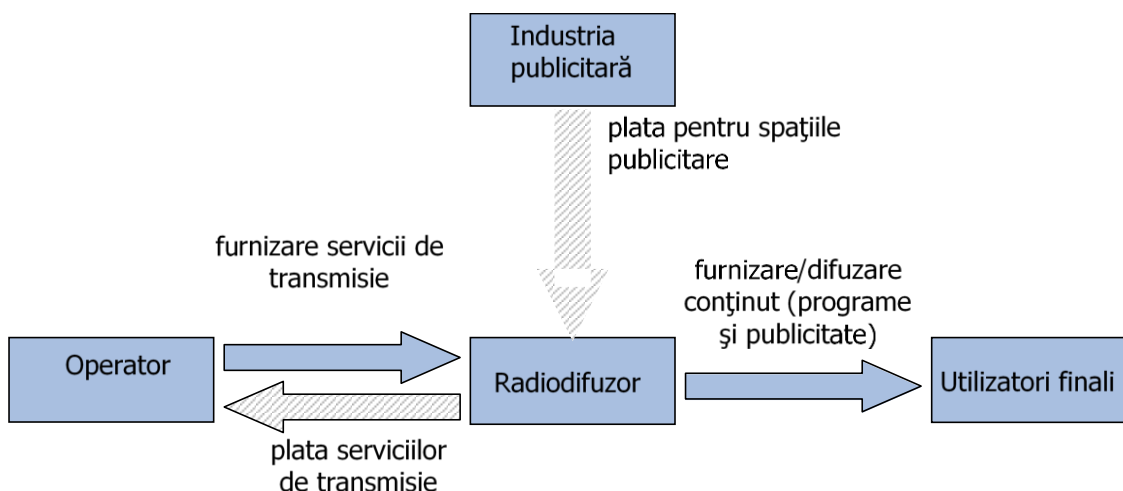 Industria
publicitară
plata pentru spaţiile
publicitare
furnizare servicii de
transmisie
furnizare/difuzare
conţinut (programe
şi publicitate)
Operator
Radiodifuzor
Utilizatori finali
plata serviciilor
de transmisie